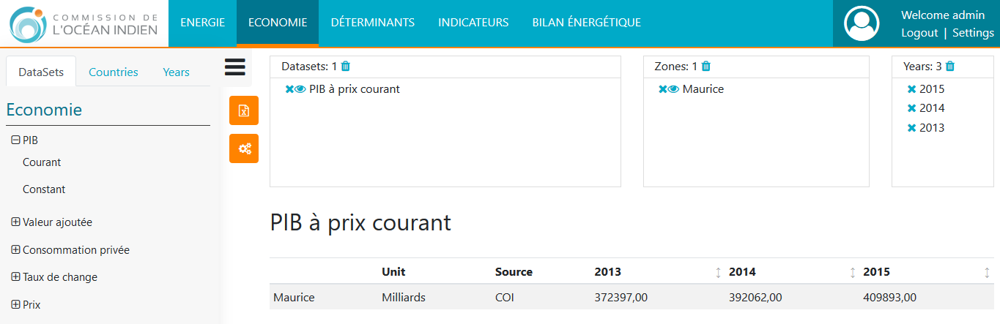 COMMISSION DE
L'OCÉAN INDIEN
ENERGIE
ECONOMIE
DÉTERMINANTS
INDICATEURS
BILAN ÉNERGÉTIQUE
Welcome admin
Logout | Settings
DataSets
Countries
Years
Economie
PIB
Courant
Constant
Valeur ajoutée
Consommation privée
Taux de change
Prix
Datasets: 1
PIB à prix courant
Zones: 1
Maurice
Years: 3
2015
2014
2013
PIB à prix courant
Unit Source 2013 2014 2015
Maurice Milliards COI 372397,00 392062,00 409893,00